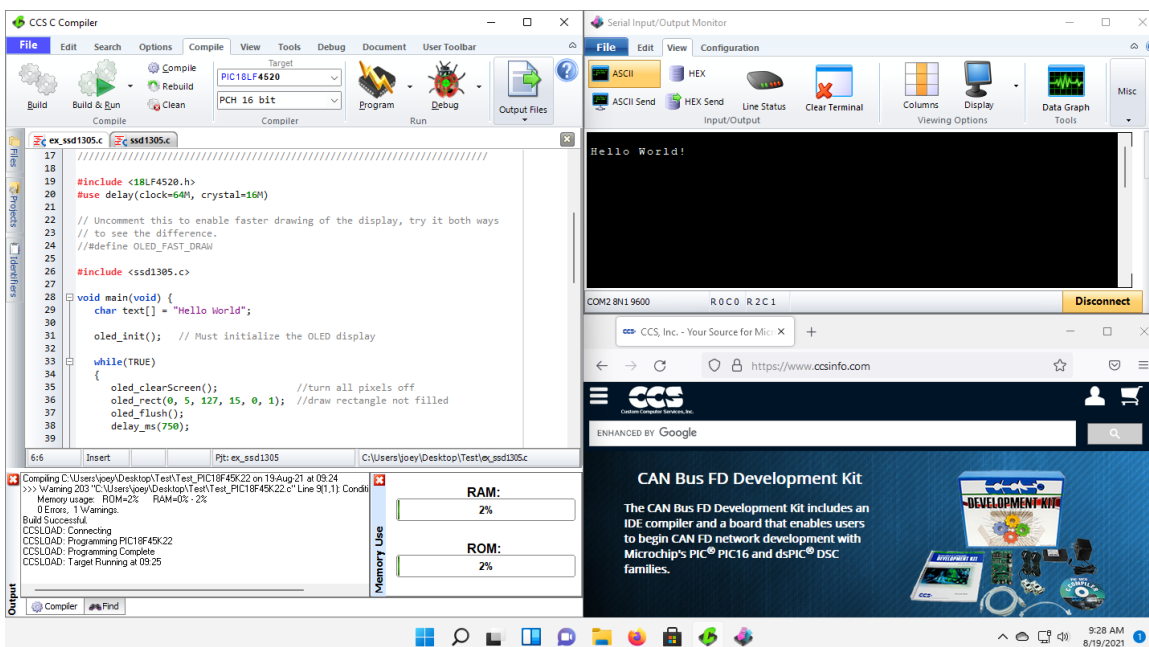 CCS C Compiler
File Edit Search Options Compile View Tools Debug Document User Toolbar
Build
Build & Run
Compile
Rebuild
Clean
Compile
Target
PIC18LF4520
PCH 16 bit
Compiler
Program
Debug
Run
Output Files
ex_ssd1305.c ssd1305.c
Files
Projects
Identifiers
17 //////////////////////////////////////////////////////////////////////////
18
19 #include <18LF4520.h>
20 #use delay(clock=64M, crystal=16M)
21
22 // Uncomment this to enable faster drawing of the display, try it both ways
23 // to see the difference.
24 //#define OLED_FAST_DRAW
25
26 #include <ssd1305.c>
27
28 void main(void) {
29 char text[] = "Hello World";
30
31 oled_init(); // Must initialize the OLED display
32
33 while(TRUE)
34 {
35 oled_clearScreen(); //turn all pixels off
36 oled_rect(0, 5, 127, 15, 0, 1); //draw rectangle not filled
37 oled_flush();
38 delay_ms(750);
39
6:6 Insert Pjt: ex_ssd1305 C:\Users\joey\Desktop\Test\ex_ssd1305.c
Compiling C:\Users\joey\Desktop\Test\Test_PIC18F45K22 on 19-Aug-21 at 09:24
>>> Warning 203 "C:\Users\joey\Desktop\Test\Test_PIC18F45K22.c" Line 9(1,1): Conditi
Memory usage: ROM=2% RAM=0% - 2%
0 Errors, 1 Warnings.
Build Successful.
CCSLOAD: Connecting
CCSLOAD: Programming PIC18F45K22
CCSLOAD: Programming Complete
CCSLOAD: Target Running at 09:25
Output
Compiler Find
Memory Use
RAM:
2%
ROM:
2%
Serial Input/Output Monitor
File Edit View Configuration
ASCII
HEX
ASCII Send
HEX Send
Line Status
Clear Terminal
Input/Output
Columns
Display
Viewing Options
Data Graph
Tools
Misc
Hello World!
COM2 8N1 9600 R 0 C 0 R 2 C 1 Disconnect
CCS, Inc. - Your Source for Micr
https://www.ccsinfo.com
CCS
Custom Computer Services, Inc.
ENHANCED BY Google
CAN Bus FD Development Kit
The CAN Bus FD Development Kit includes an
IDE compiler and a board that enables users
to begin CAN FD network development with
Microchip's PIC® PIC16 and dsPIC® DSC
families.
DEVELOPMENT KIT
9:28 AM
8/19/2021
1